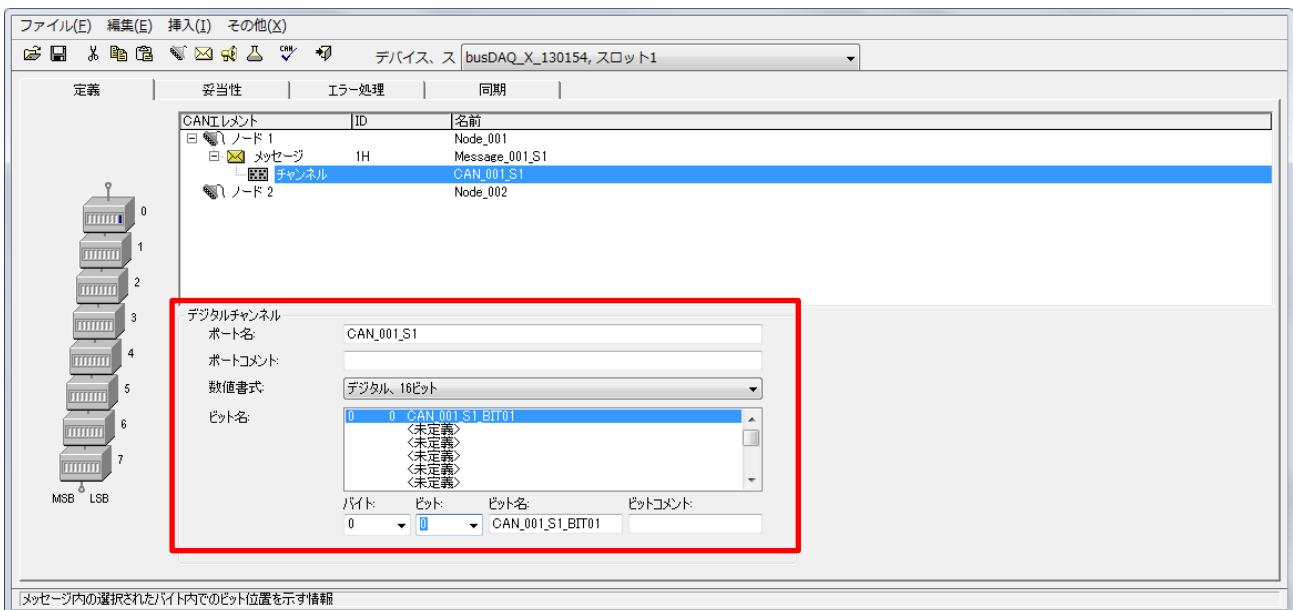 ファイル(F) 編集(E) 挿入(I) その他(X)
デバイス、ス busDAQ_X_130154, スロット1
定義 妥当性 エラー処理 同期
CANエレメント ID 名前
ノード 1 Node_001
メッセージ 1H Message_001_S1
チャンネル CAN_001_S1
ノード 2 Node_002
0
1
2
3
4
5
6
7
MSB LSB
デジタルチャンネル
ポート名: CAN_001_S1
ポートコメント:
数値書式: デジタル、16ビット
ビット名: 0 0 CAN_001_S1_BIT01
<未定義>
<未定義>
<未定義>
<未定義>
<未定義>
バイト: ビット: ビット名: ビットコメント:
0 0 CAN_001_S1_BIT01
メッセージ内の選択されたバイト内でのビット位置を示す情報